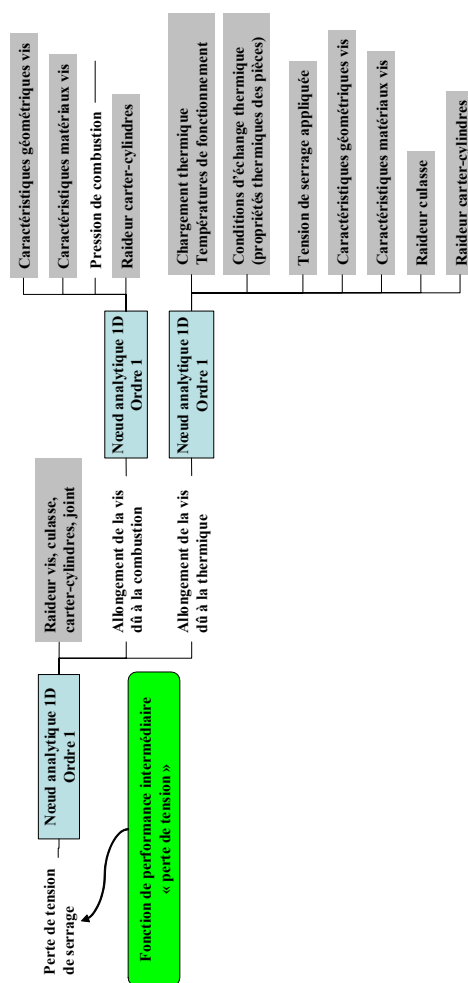 Perte de tension
de serrage
Nœud analytique 1D
Ordre 1
Fonction de performance intermédiaire
« perte de tension »
Raideur vis, culasse,
carter-cylindres, joint
Allongement de la vis
dû à la combustion
Allongement de la vis
dû à la thermique
Nœud analytique 1D
Ordre 1
Nœud analytique 1D
Ordre 1
Caractéristiques géométriques vis
Caractéristiques matériaux vis
Pression de combustion
Raideur carter-cylindres
Chargement thermique
Températures de fonctionnement
Conditions d'échange thermique
(propriétés thermiques des pièces)
Tension de serrage appliquée
Caractéristiques géométriques vis
Caractéristiques matériaux vis
Raideur culasse
Raideur carter-cylindres